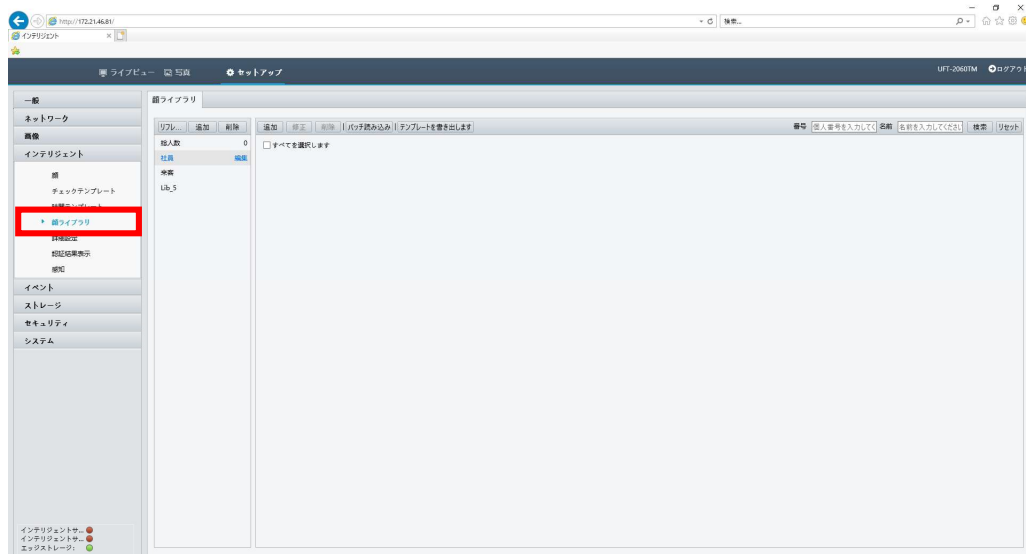 http://172.21.46.81/
検索...
インテリジェント
ライブビュー 写真 セットアップ
UFT-2060TM ログアウト
一般
ネットワーク
画像
インテリジェント
顔
チェックテンプレート
時間テンプレート
顔ライブラリ
詳細設定
認証結果表示
感知
イベント
ストレージ
セキュリティ
システム
インテリジェントサ...
インテリジェントサ...
エッジストレージ:
顔ライブラリ
リフレ... 追加 削除
総人数 0
社員 編集
来客
Lib_5
追加 修正 削除 バッチ読み込み テンプレートを書き出します
番号 個人番号を入力してく 名前 名前を入力してください 検索 リセット
すべてを選択します